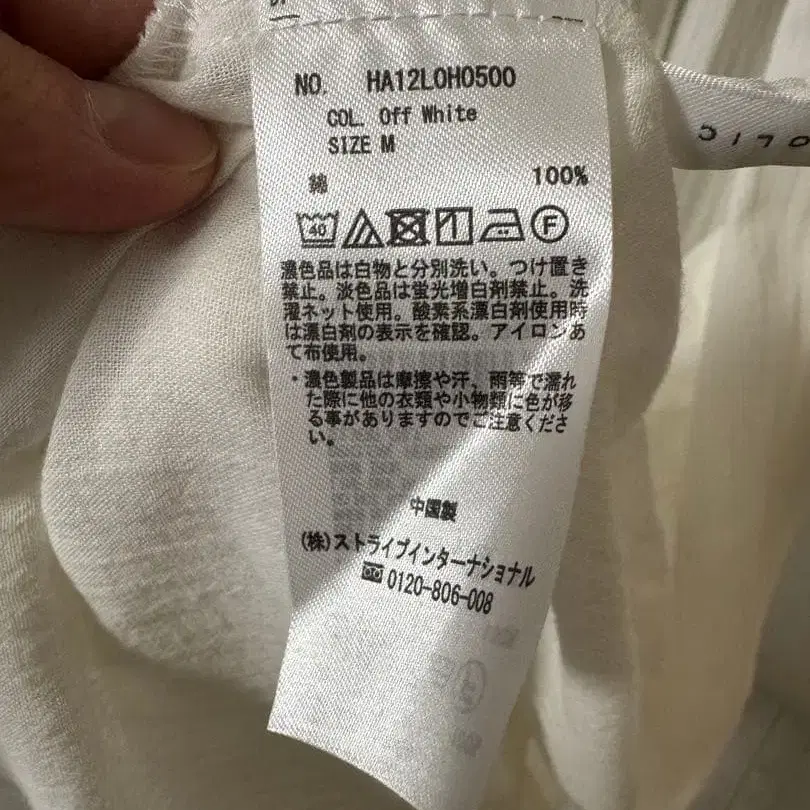 NO. HA12L0H0500
COL. Off White
SIZE M
綿 100%
40
F
濃色品は白物と分別洗い。つけ置き
禁止。淡色品は蛍光増白剤禁止。洗
濯ネット使用。酸素系漂白剤使用時
は漂白剤の表示を確認。アイロンあ
て布使用。
・濃色製品は摩擦や汗、雨等で濡れ
た際に他の衣類や小物類に色が移
る事がありますのでご注意くださ
い。
中国製
(株)ストライプインターナショナル
0120-806-008